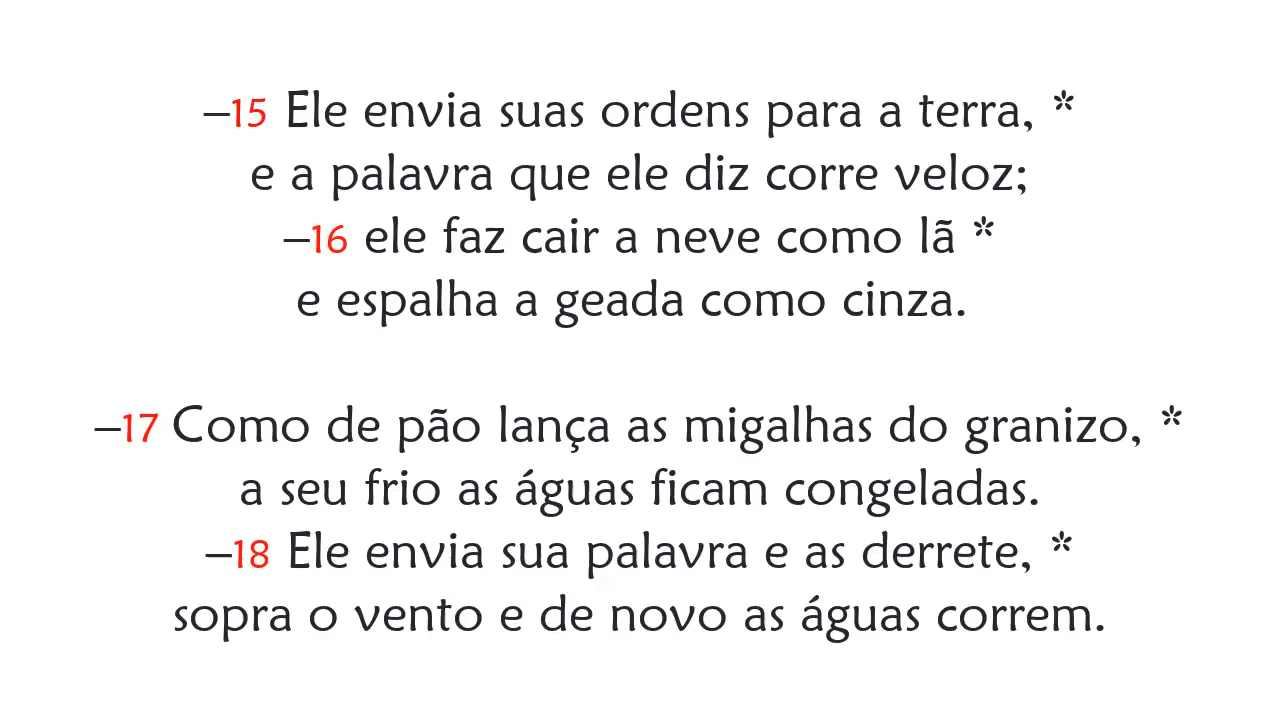 –15 Ele envia suas ordens para a terra, *
e a palavra que ele diz corre veloz;
–16 ele faz cair a neve como lã *
e espalha a geada como cinza.
–17 Como de pão lança as migalhas do granizo, *
a seu frio as águas ficam congeladas.
–18 Ele envia sua palavra e as derrete, *
sopra o vento e de novo as águas correm.